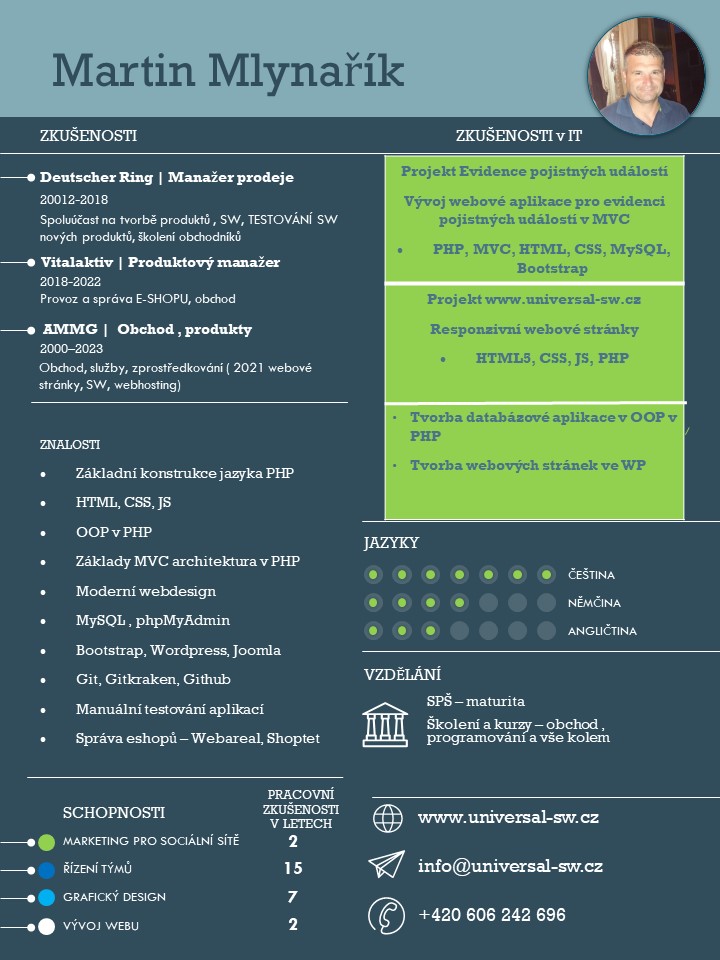 Martin Mlynařík
ZKUŠENOSTI
Deutscher Ring | Manažer prodeje
20012-2018
Spoluúčast na tvorbě produktů , SW, TESTOVÁNÍ SW
nových produktů, školení obchodníků
Vitalaktiv | Produktový manažer
2018-2022
Provoz a správa E-SHOPU, obchod
AMMG | Obchod , produkty
2000–2023
Obchod, služby, zprostředkování ( 2021 webové
stránky, SW, webhosting)
ZNALOSTI
• Základní konstrukce jazyka PHP
• HTML, CSS, JS
• OOP v PHP
• Základy MVC architektura v PHP
• Moderní webdesign
• MySQL , phpMyAdmin
• Bootstrap, Wordpress, Joomla
• Git, Gitkraken, Github
• Manuální testování aplikací
• Správa eshopů – Webareal, Shoptet
SCHOPNOSTI
PRACOVNÍ
ZKUŠENOSTI
V LETECH
MARKETING PRO SOCIÁLNÍ SÍTĚ 2
ŘÍZENÍ TÝMŮ 15
GRAFICKÝ DESIGN 7
VÝVOJ WEBU 2
ZKUŠENOSTI v IT
Projekt Evidence pojistných událostí
Vývoj webové aplikace pro evidenci
pojistných událostí v MVC
• PHP, MVC, HTML, CSS, MySQL,
Bootstrap
Projekt www.universal-sw.cz
Responzivní webové stránky
• HTML5, CSS, JS, PHP
• Tvorba databázové aplikace v OOP v
PHP
/
• Tvorba webových stránek ve WP
JAZYKY
ČEŠTINA
NĚMČINA
ANGLIČTINA
VZDĚLÁNÍ
SPŠ – maturita
Školení a kurzy – obchod ,
programování a vše kolem
www.universal-sw.cz
info@universal-sw.cz
+420 606 242 696